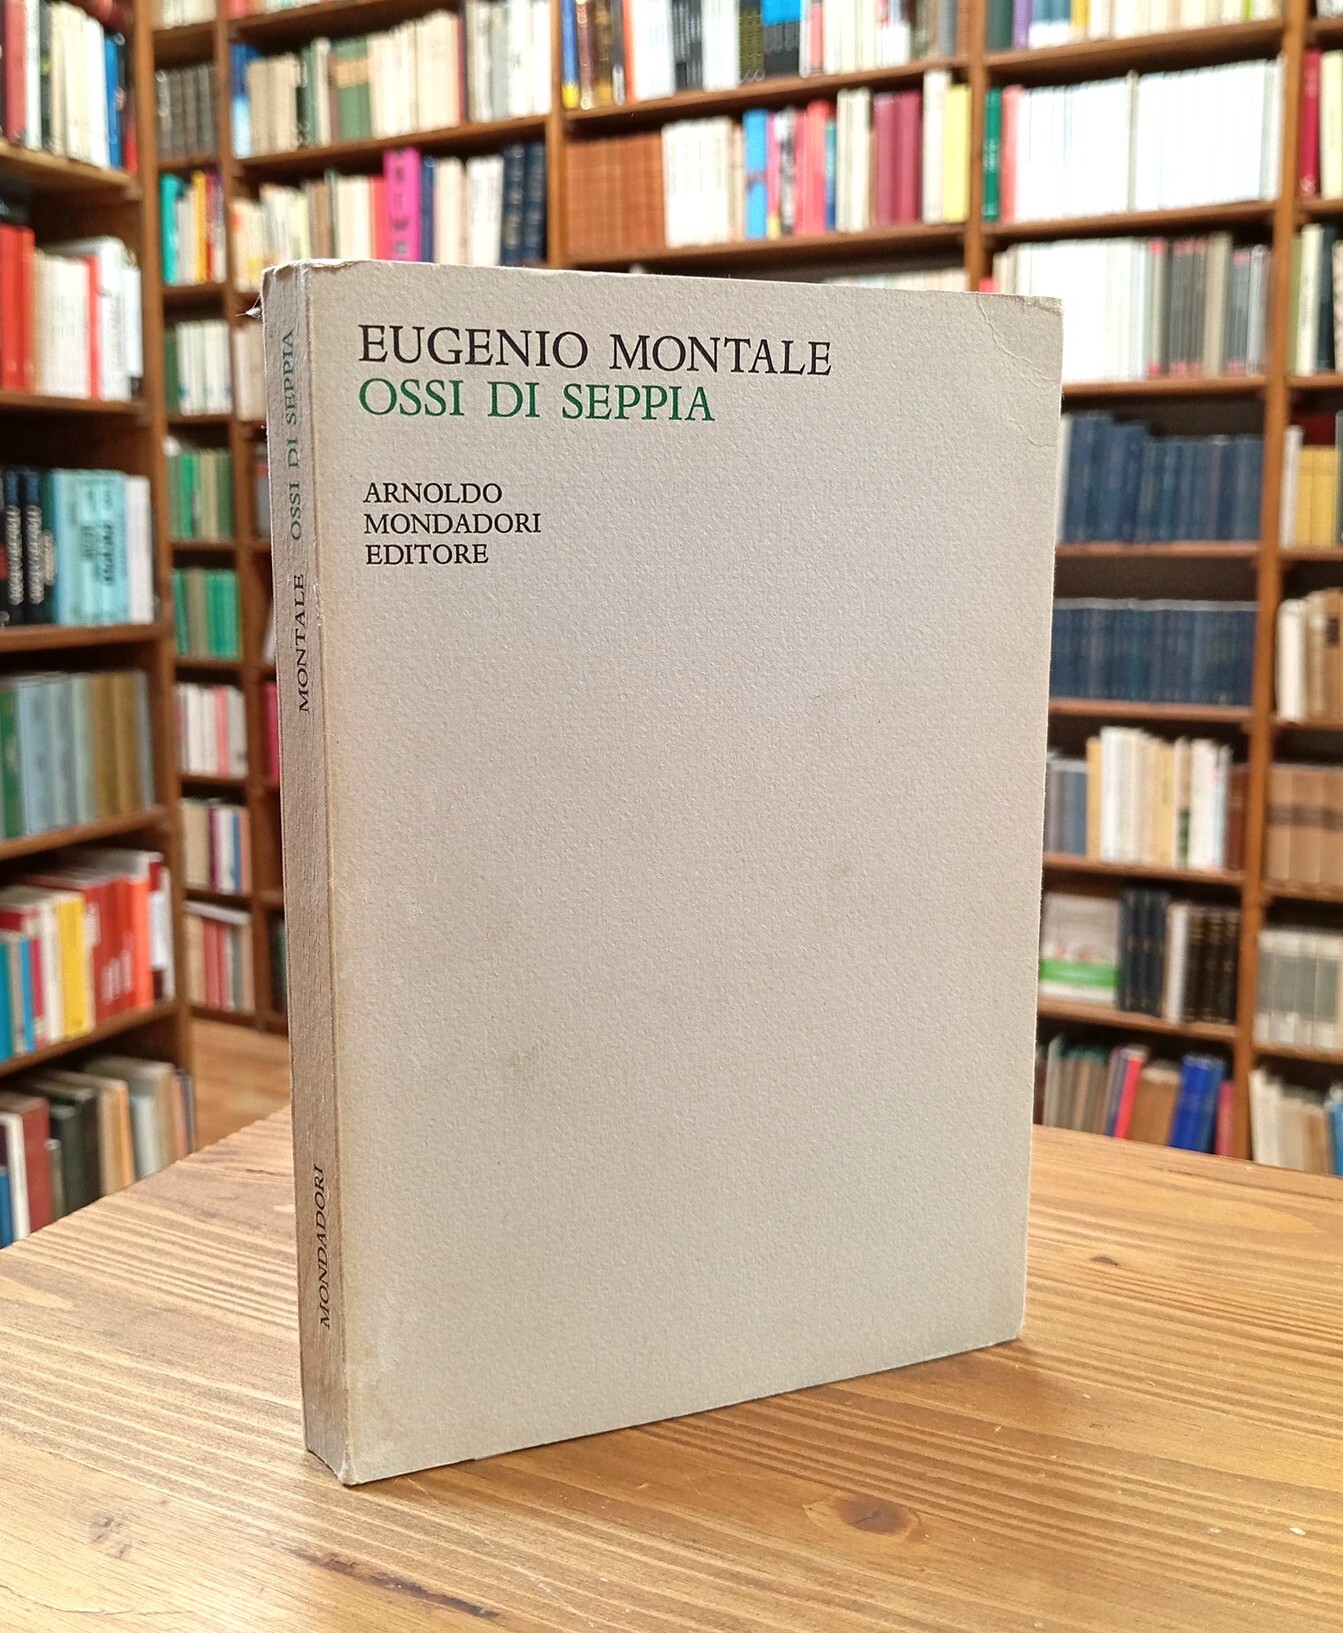 EUGENIO MONTALE
OSSI DI SEPPIA
ARNOLDO
MONDADORI
EDITORE
MONDADORI MONTALE OSSI DI SEPPIA